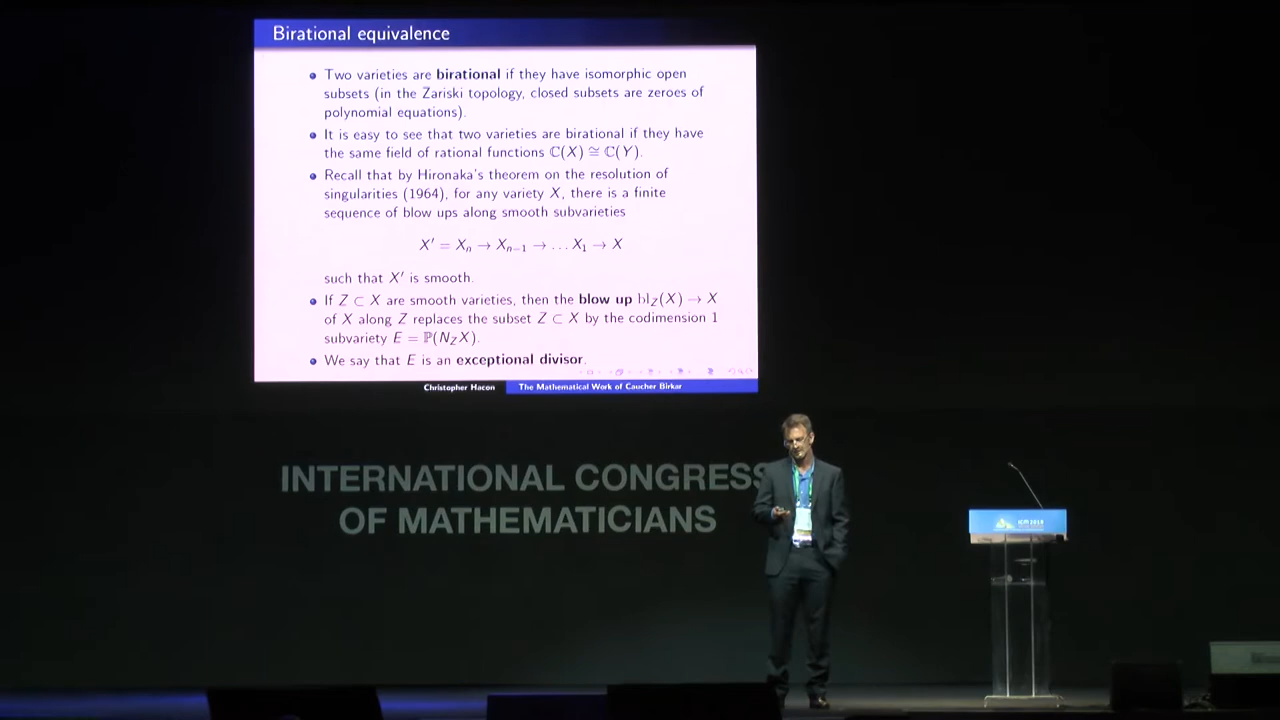 Birational equivalence
Two varieties are birational if they have isomorphic open
subsets (in the Zariski topology, closed subsets are zeroes of
polynomial equations).
It is easy to see that two varieties are birational if they have
the same field of rational functions ℂ(X) ≅ ℂ(Y).
Recall that by Hironaka's theorem on the resolution of
singularities (1964), for any variety X, there is a finite
sequence of blow ups along smooth subvarieties
X′ = Xₙ → Xₙ₋₁ → … X₁ → X
such that X′ is smooth.
If Z ⊂ X are smooth varieties, then the blow up bl_Z(X) → X
of X along Z replaces the subset Z ⊂ X by the codimension 1
subvariety E = ℙ(N_Z X).
We say that E is an exceptional divisor.
Christopher Hacon The Mathematical Work of Caucher Birkar
INTERNATIONAL CONGRESS
OF MATHEMATICIANS
ICM 2018